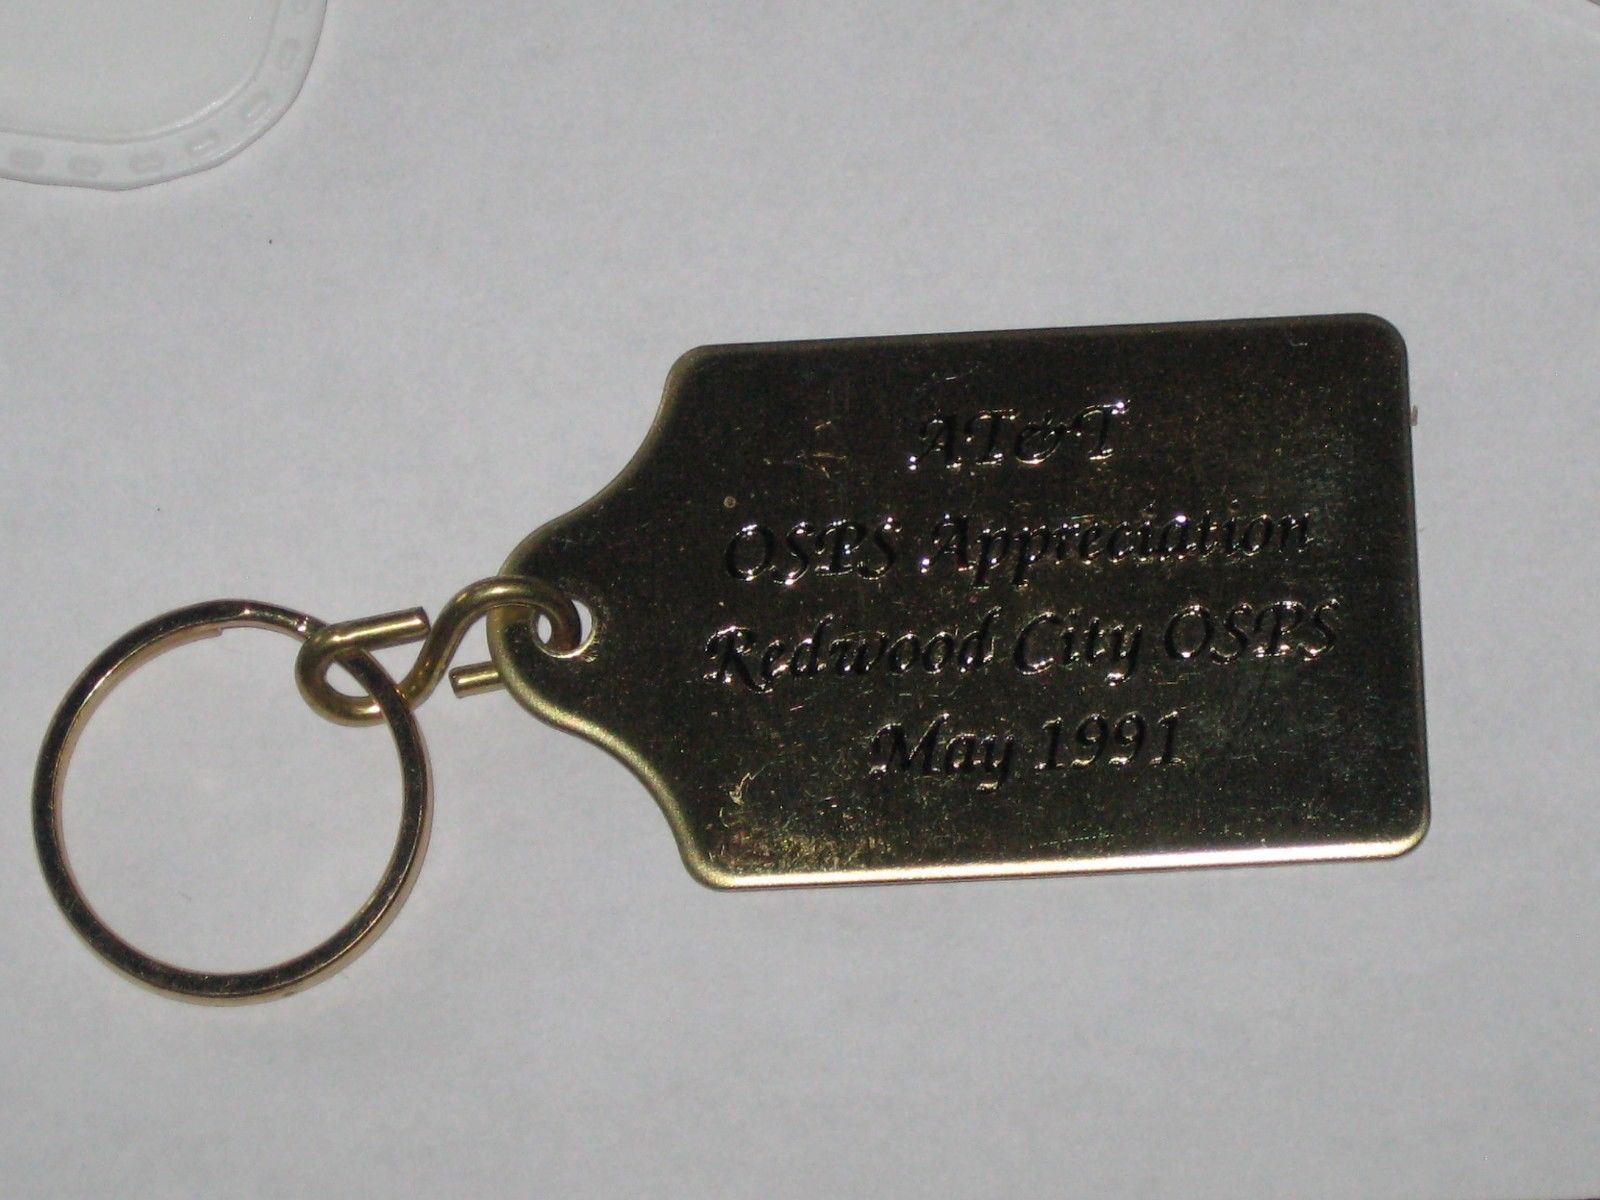 AT&T
OSPS Appreciation
Redwood City OSPS
May 1991